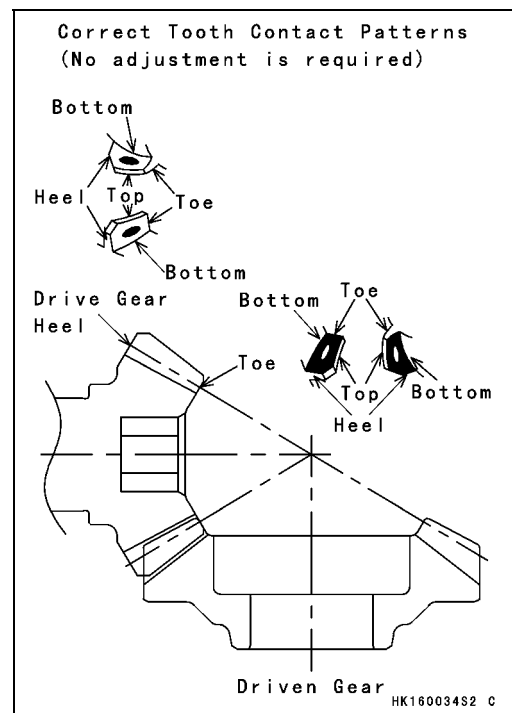 Correct Tooth Contact Patterns
(No adjustment is required)
Bottom
Heel
Top
Toe
Bottom
Drive Gear
Heel
Toe
Bottom
Toe
Top
Bottom
Heel
Driven Gear
HK160034S2 C